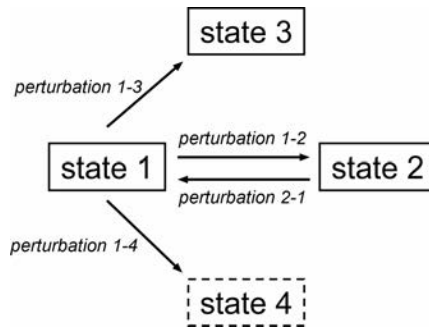 state 3
perturbation 1-3
perturbation 1-2
state 1
state 2
perturbation 2-1
perturbation 1-4
state 4